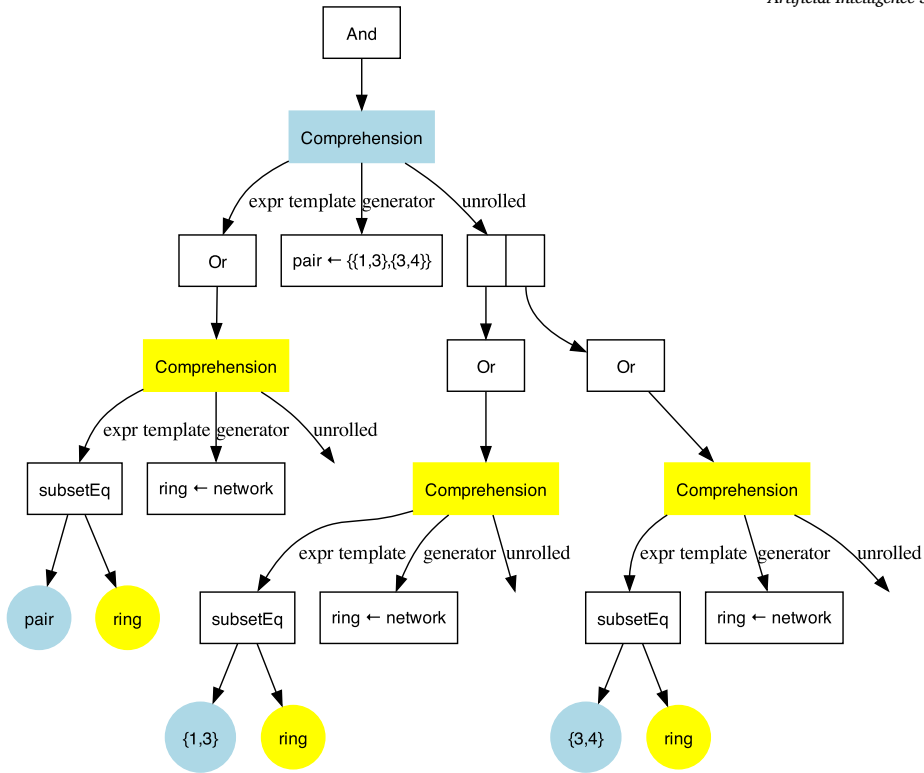 Artificial Intelligence
And
Comprehension
expr template generator unrolled
Or
pair ← {{1,3},{3,4}}
Comprehension
Or
Or
expr template generator unrolled
subsetEq
ring ← network
Comprehension
Comprehension
expr template generator unrolled
expr template generator unrolled
pair
ring
subsetEq
ring ← network
subsetEq
ring ← network
{1,3}
ring
{3,4}
ring